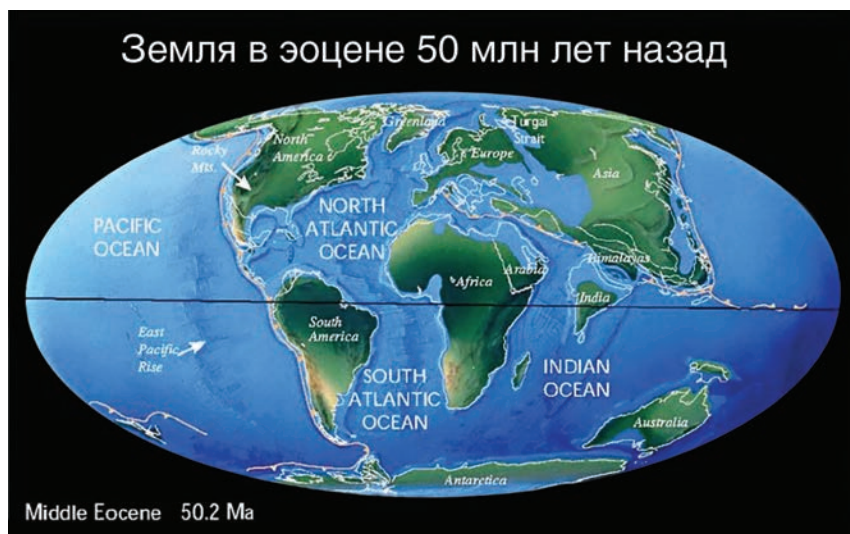 Земля в эоцене 50 млн лет назад
Greenland
Turgai
Strait
North
America
Rocky
Mts.
Europe
Asia
PACIFIC
OCEAN
NORTH
ATLANTIC
OCEAN
Himalayas
Arabia
Africa
India
South
America
East
Pacific
Rise
SOUTH
ATLANTIC
OCEAN
INDIAN
OCEAN
Australia
Antarctica
Middle Eocene 50.2 Ma